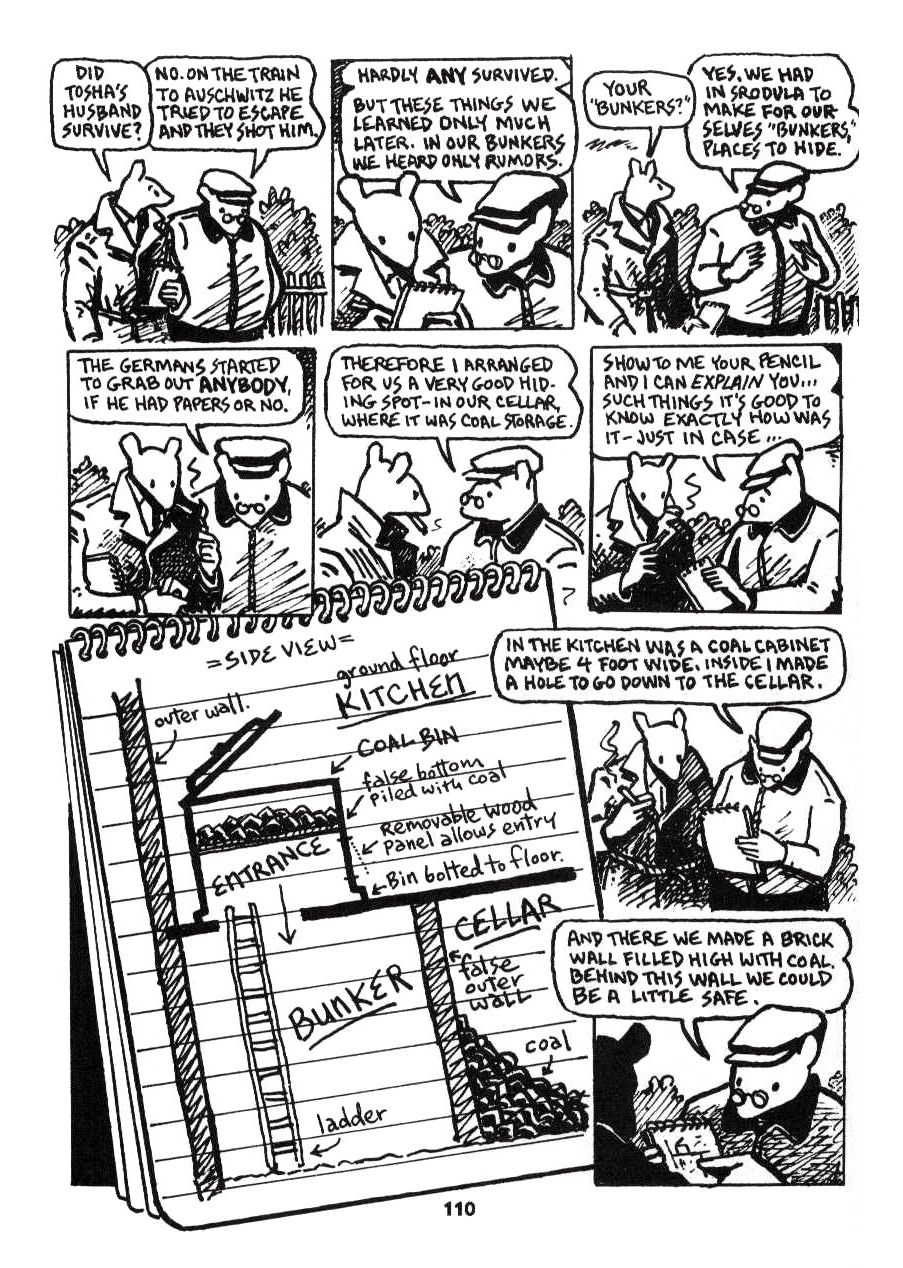 DID
TOSHA'S
HUSBAND
SURVIVE?
NO. ON THE TRAIN
TO AUSCHWITZ HE
TRIED TO ESCAPE
AND THEY SHOT HIM.
HARDLY ANY SURVIVED.
BUT THESE THINGS WE
LEARNED ONLY MUCH
LATER. IN OUR BUNKERS
WE HEARD ONLY RUMORS.
YOUR
"BUNKERS?"
YES. WE HAD
IN SRODULA TO
MAKE FOR OUR-
SELVES "BUNKERS,"
PLACES TO HIDE.
THE GERMANS STARTED
TO GRAB OUT ANYBODY,
IF HE HAD PAPERS OR NO.
THEREFORE I ARRANGED
FOR US A VERY GOOD HID-
ING SPOT-IN OUR CELLAR,
WHERE IT WAS COAL STORAGE.
SHOW TO ME YOUR PENCIL
AND I CAN EXPLAIN YOU...
SUCH THINGS IT'S GOOD TO
KNOW EXACTLY HOW WAS
IT-JUST IN CASE...
=SIDE VIEW=
ground floor
KITCHEN
outer wall.
COAL BIN
false bottom
piled with coal
Removable wood
panel allows entry
Bin bolted to floor.
ENTRANCE
CELLAR
false
outer
wall
BUNKER
coal
ladder
IN THE KITCHEN WAS A COAL CABINET
MAYBE 4 FOOT WIDE. INSIDE I MADE
A HOLE TO GO DOWN TO THE CELLAR.
AND THERE WE MADE A BRICK
WALL FILLED HIGH WITH COAL.
BEHIND THIS WALL WE COULD
BE A LITTLE SAFE.
110